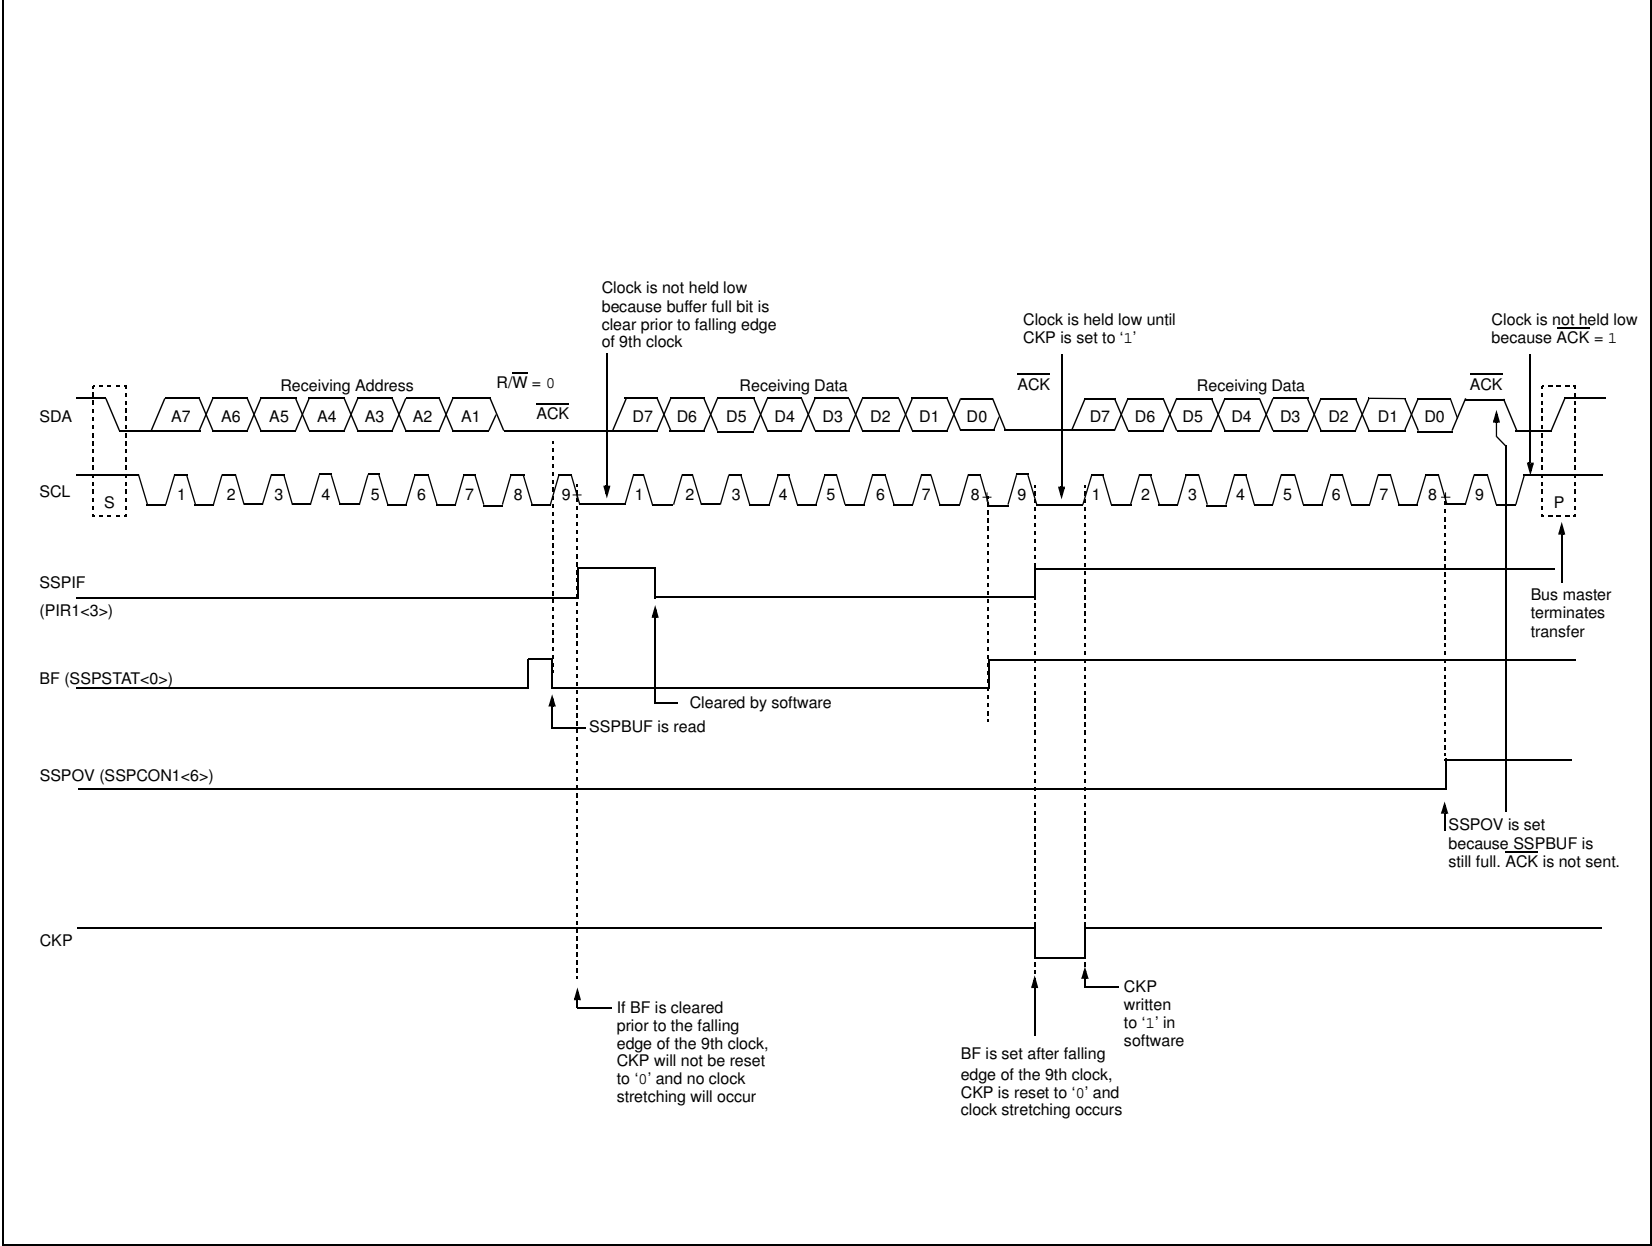 Clock is not held low
because buffer full bit is
clear prior to falling edge
of 9th clock
Clock is held low until
CKP is set to ‘1’
Clock is not held low
because ACK = 1
Receiving Address
R/W = 0
ACK
Receiving Data
ACK
Receiving Data
ACK
SDA
A7 A6 A5 A4 A3 A2 A1
D7 D6 D5 D4 D3 D2 D1 D0
D7 D6 D5 D4 D3 D2 D1 D0
SCL
S
1 2 3 4 5 6 7 8 9
1 2 3 4 5 6 7 8 9
1 2 3 4 5 6 7 8 9
P
SSPIF
(PIR1<3>)
Bus master
terminates
transfer
BF (SSPSTAT<0>)
Cleared by software
SSPBUF is read
SSPOV (SSPCON1<6>)
SSPOV is set
because SSPBUF is
still full. ACK is not sent.
CKP
If BF is cleared
prior to the falling
edge of the 9th clock,
CKP will not be reset
to ‘0’ and no clock
stretching will occur
CKP
written
to ‘1’ in
software
BF is set after falling
edge of the 9th clock,
CKP is reset to ‘0’ and
clock stretching occurs